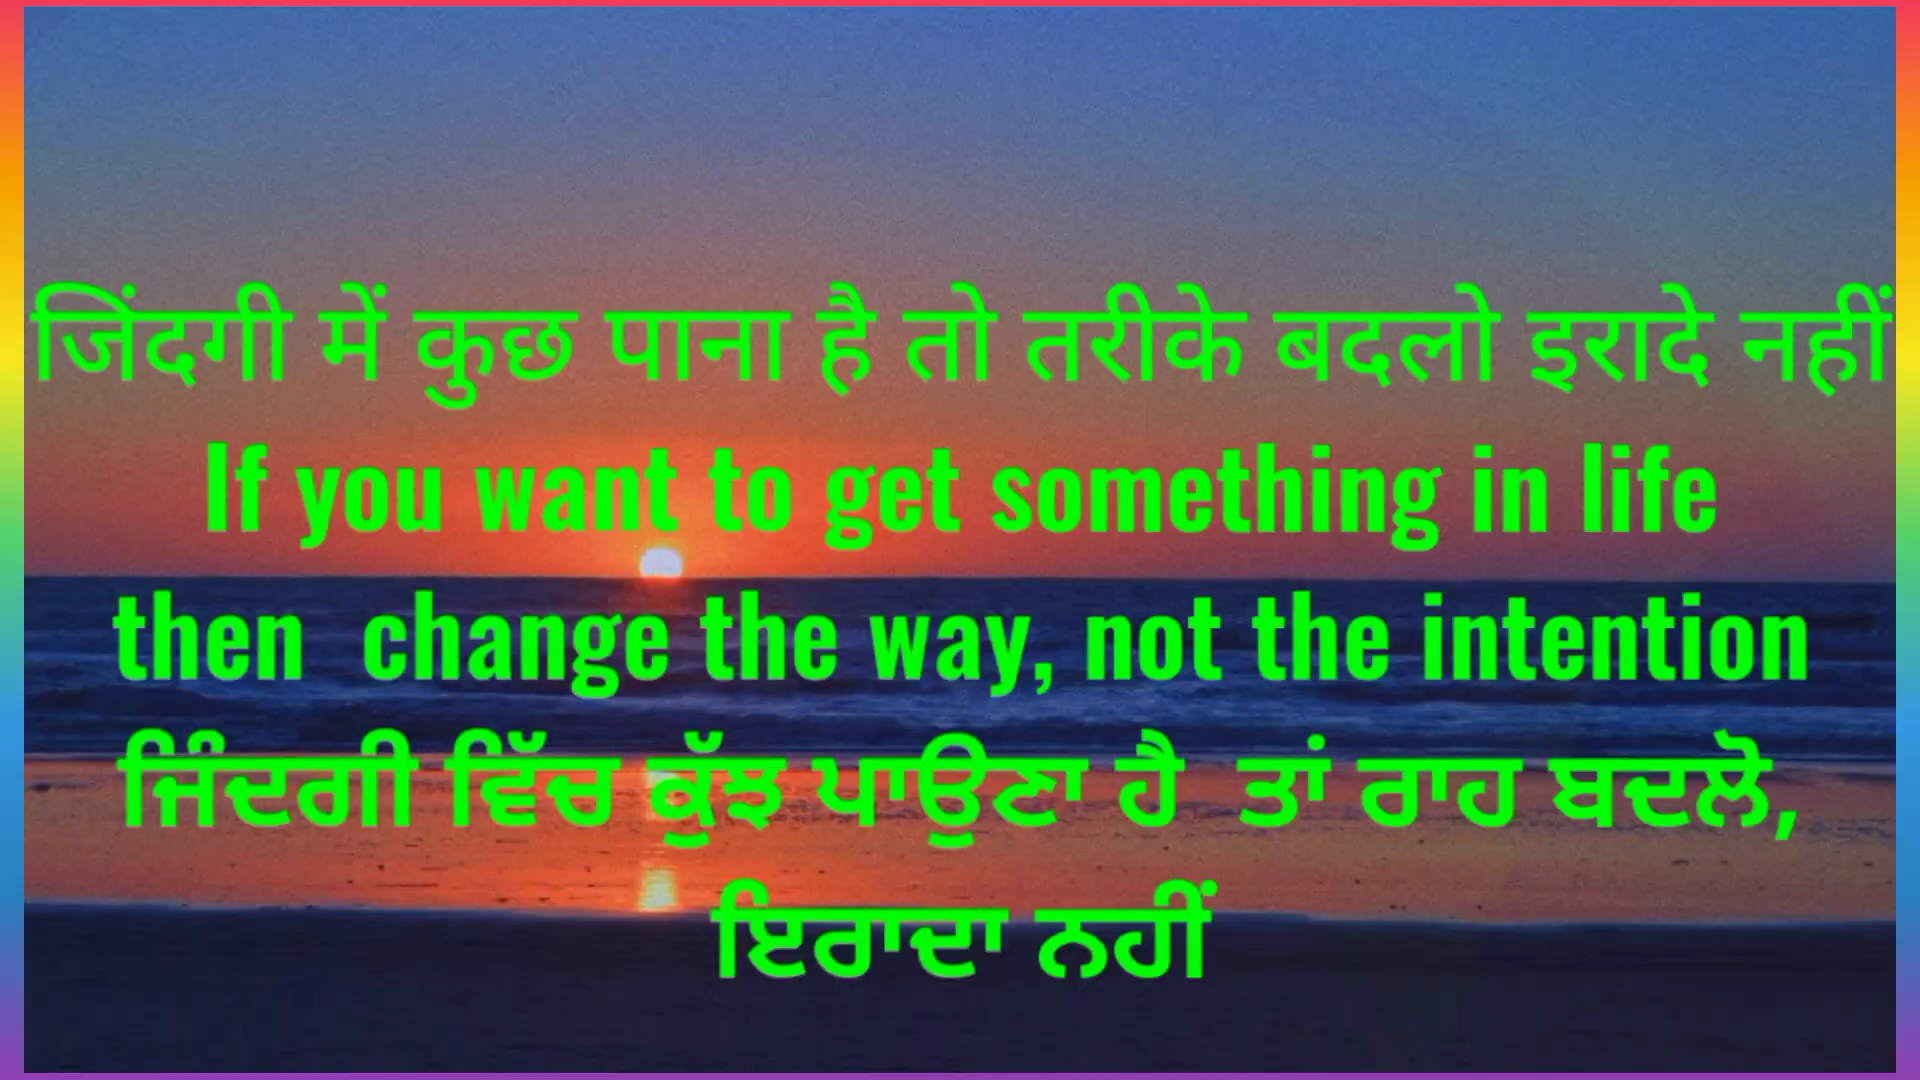 जिंदगी में कुछ पाना है तो तरीके बदलो इरादे नहीं
If you want to get something in life
then  change the way, not the intention
ਜਿੰਦਗੀ ਵਿੱਚ ਕੁੱਝ ਪਾਉਣਾ ਹੈ  ਤਾਂ ਰਾਹ ਬਦਲੋ,
ਇਰਾਦਾ ਨਹੀਂ